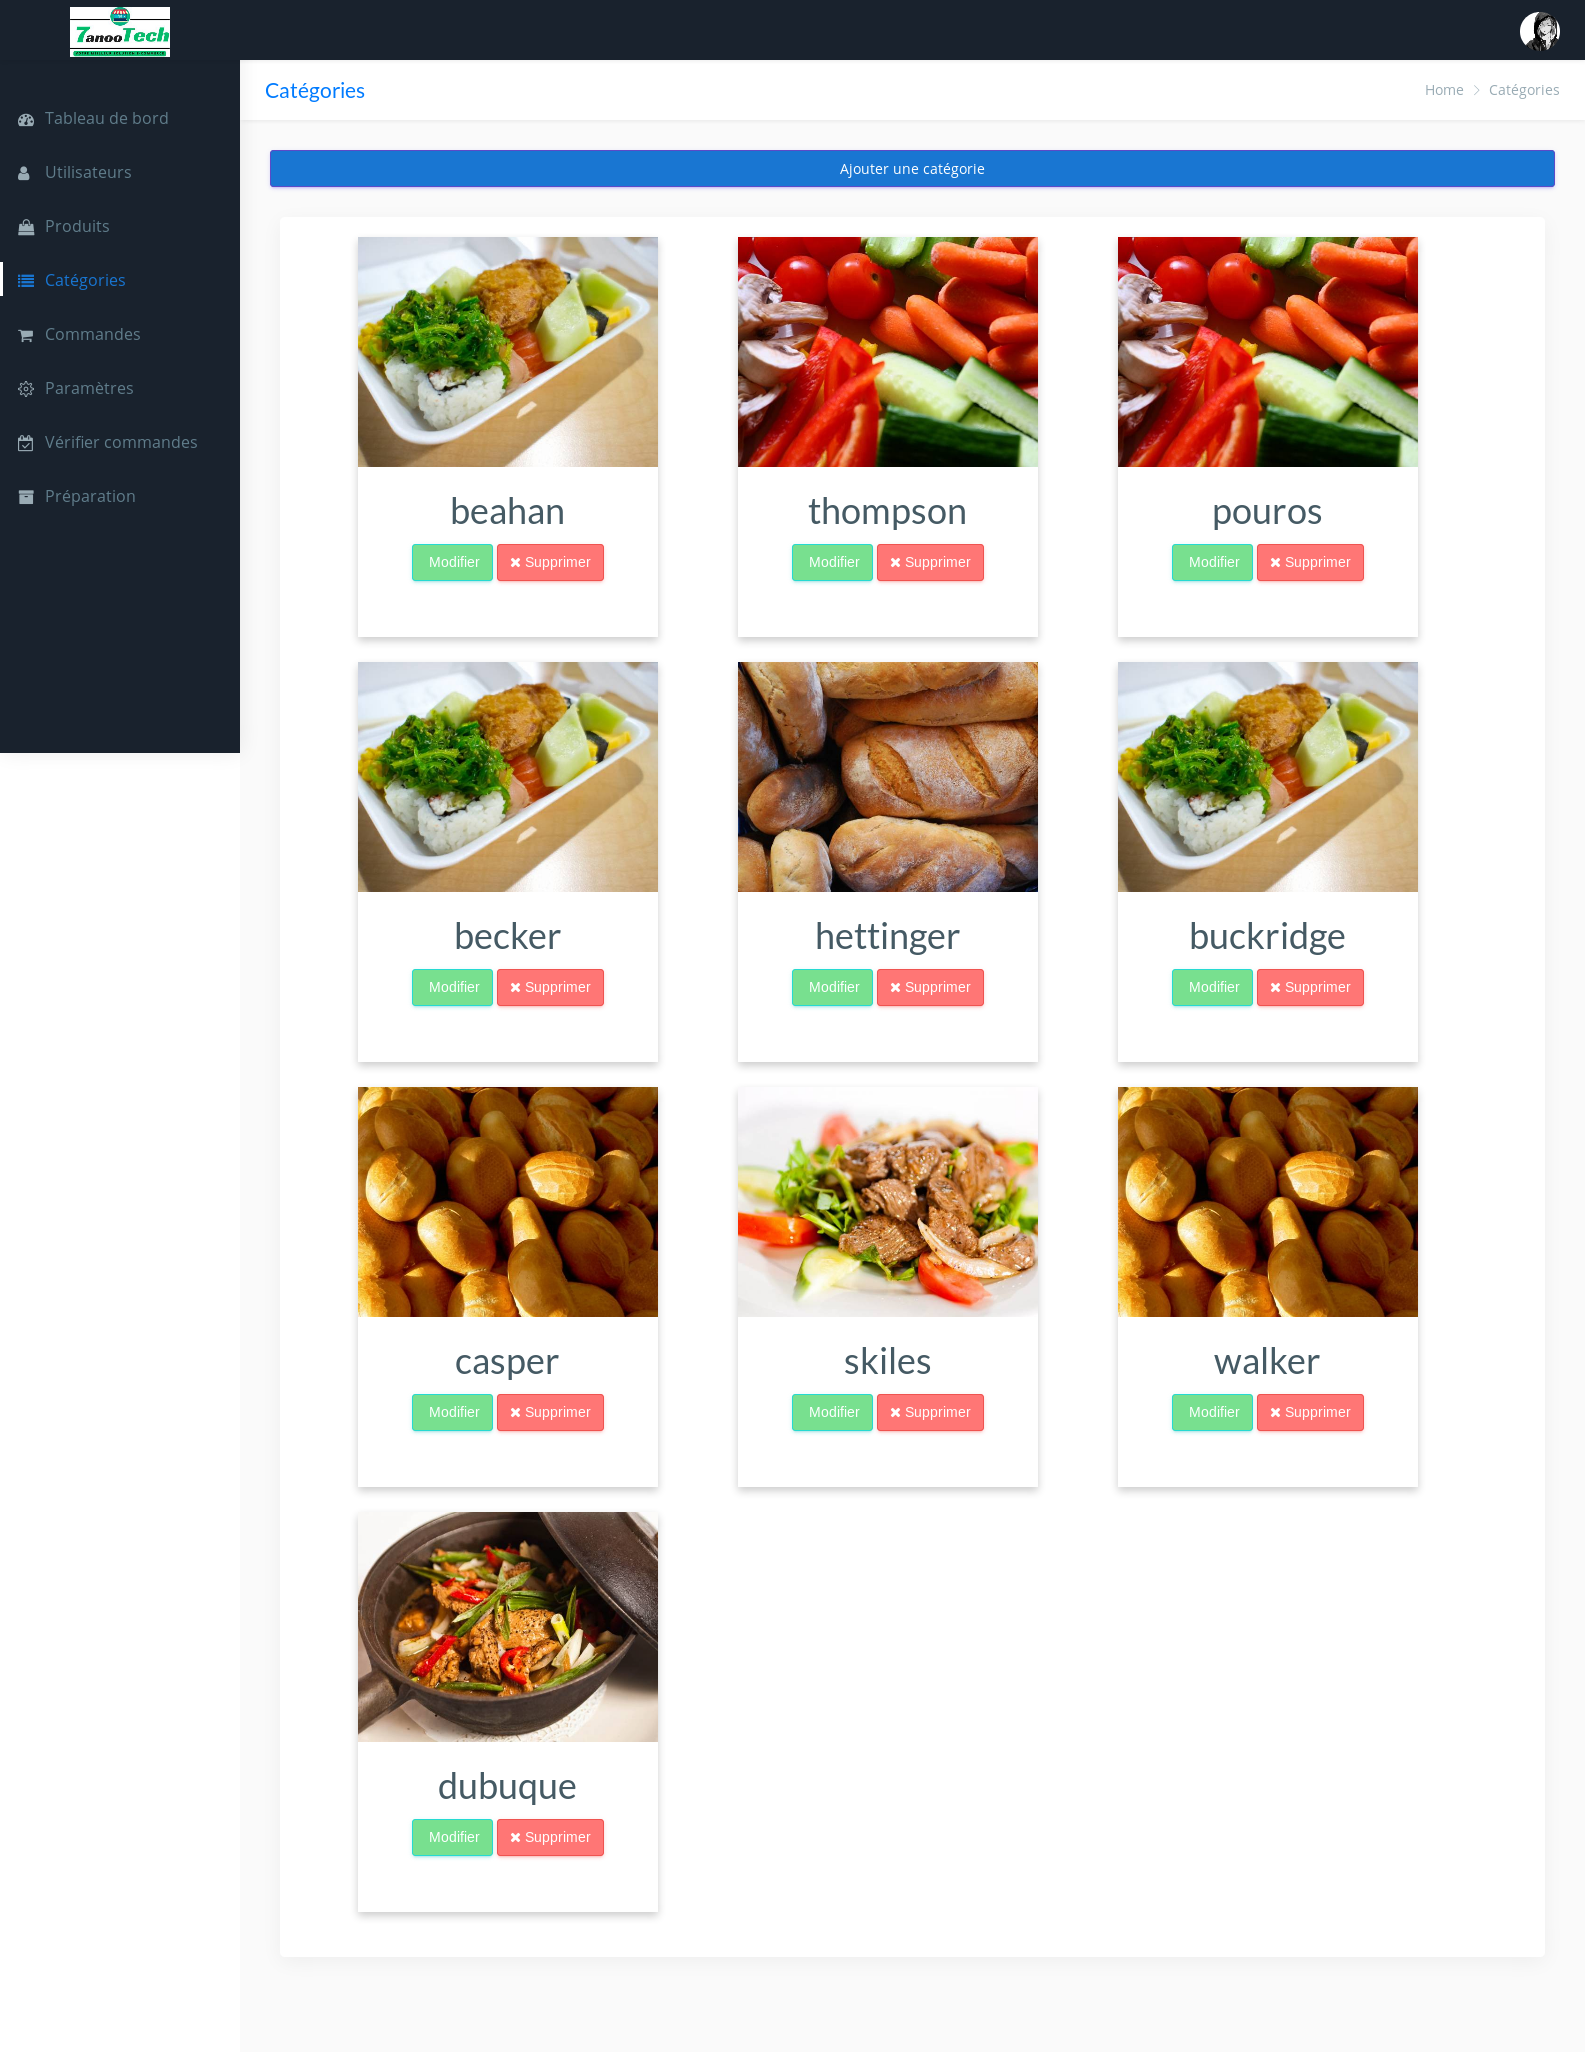 7anooTech
Catégories
Home
Catégories
Tableau de bord
Utilisateurs
Produits
Catégories
Commandes
Paramètres
Vérifier commandes
Préparation
Ajouter une catégorie
beahan
Modifier
Supprimer
thompson
Modifier
Supprimer
pouros
Modifier
Supprimer
becker
Modifier
Supprimer
hettinger
Modifier
Supprimer
buckridge
Modifier
Supprimer
casper
Modifier
Supprimer
skiles
Modifier
Supprimer
walker
Modifier
Supprimer
dubuque
Modifier
Supprimer